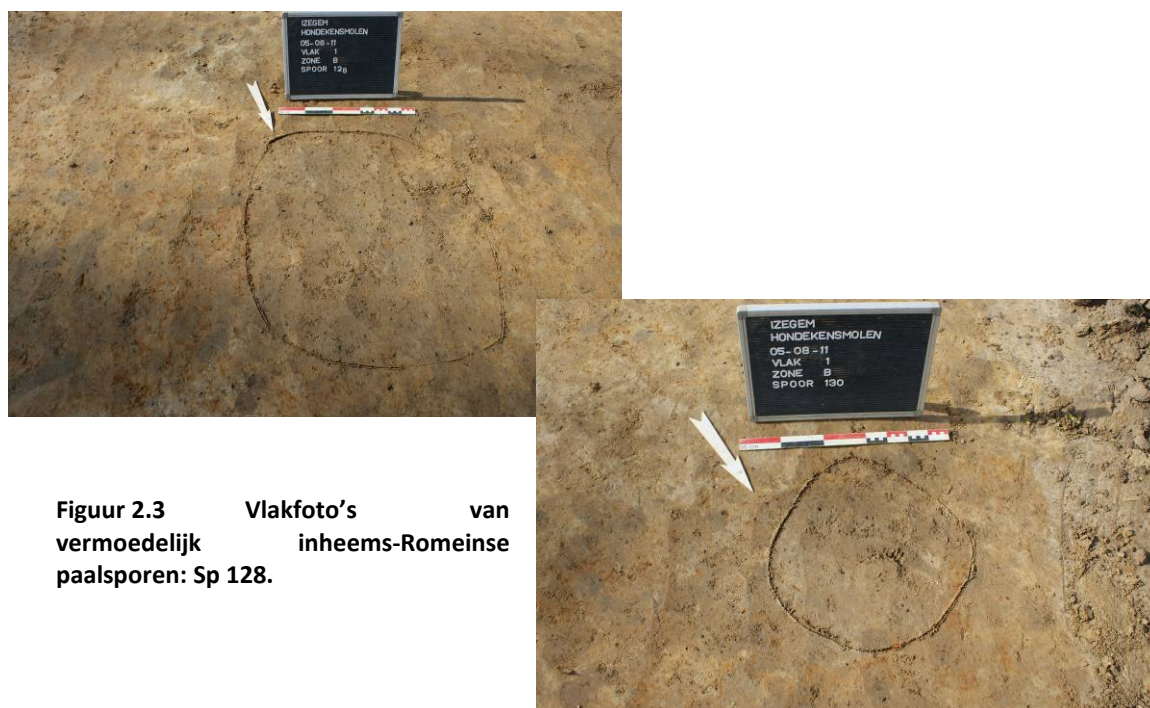 IZEGEM
HONDEKENSMOLEN
05-08-11
VLAK 1
ZONE B
SPOOR 128
IZEGEM
HONDEKENSMOLEN
05-08-11
VLAK 1
ZONE B
SPOOR 130
Figuur 2.3 Vlakfoto’s van
vermoedelijk inheems-Romeinse
paalsporen: Sp 128.